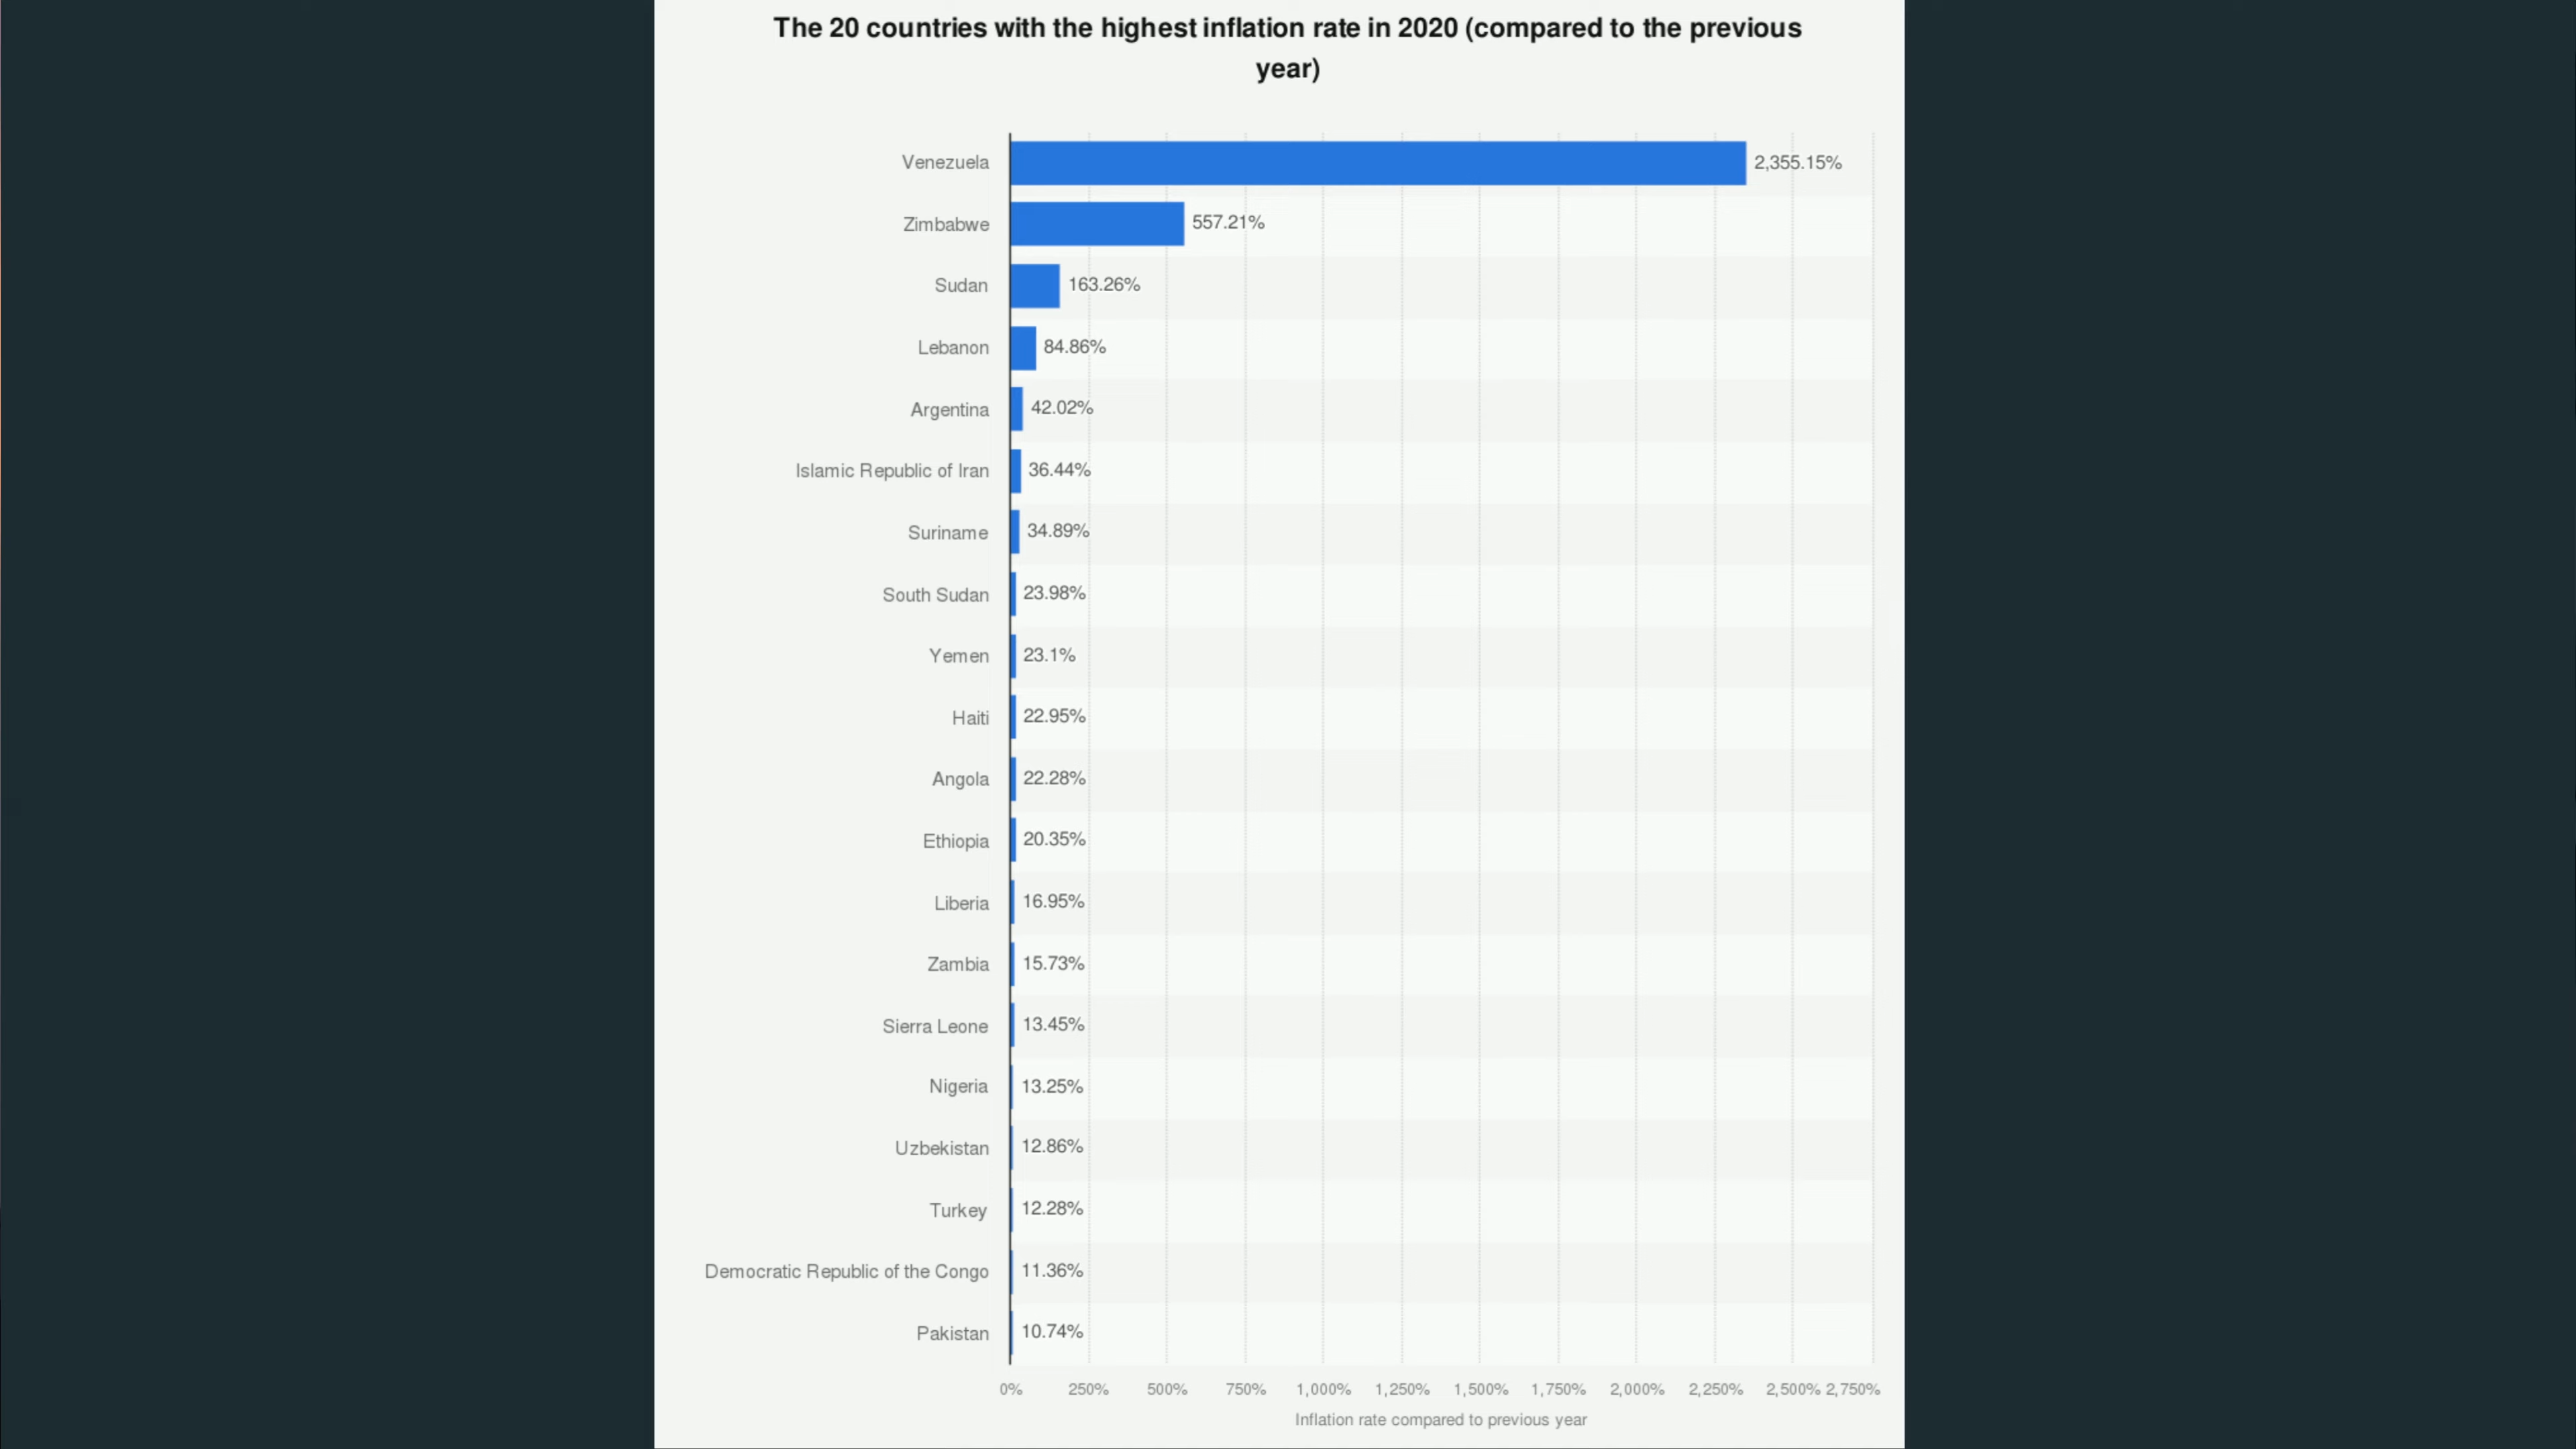 The 20 countries with the highest inflation rate in 2020 (compared to the previous
year)
Venezuela 2,355.15%
Zimbabwe 557.21%
Sudan 163.26%
Lebanon 84.86%
Argentina 42.02%
Islamic Republic of Iran 36.44%
Suriname 34.89%
South Sudan 23.98%
Yemen 23.1%
Haiti 22.95%
Angola 22.28%
Ethiopia 20.35%
Liberia 16.95%
Zambia 15.73%
Sierra Leone 13.45%
Nigeria 13.25%
Uzbekistan 12.86%
Turkey 12.28%
Democratic Republic of the Congo 11.36%
Pakistan 10.74%
0% 250% 500% 750% 1,000% 1,250% 1,500% 1,750% 2,000% 2,250% 2,500% 2,750%
Inflation rate compared to previous year